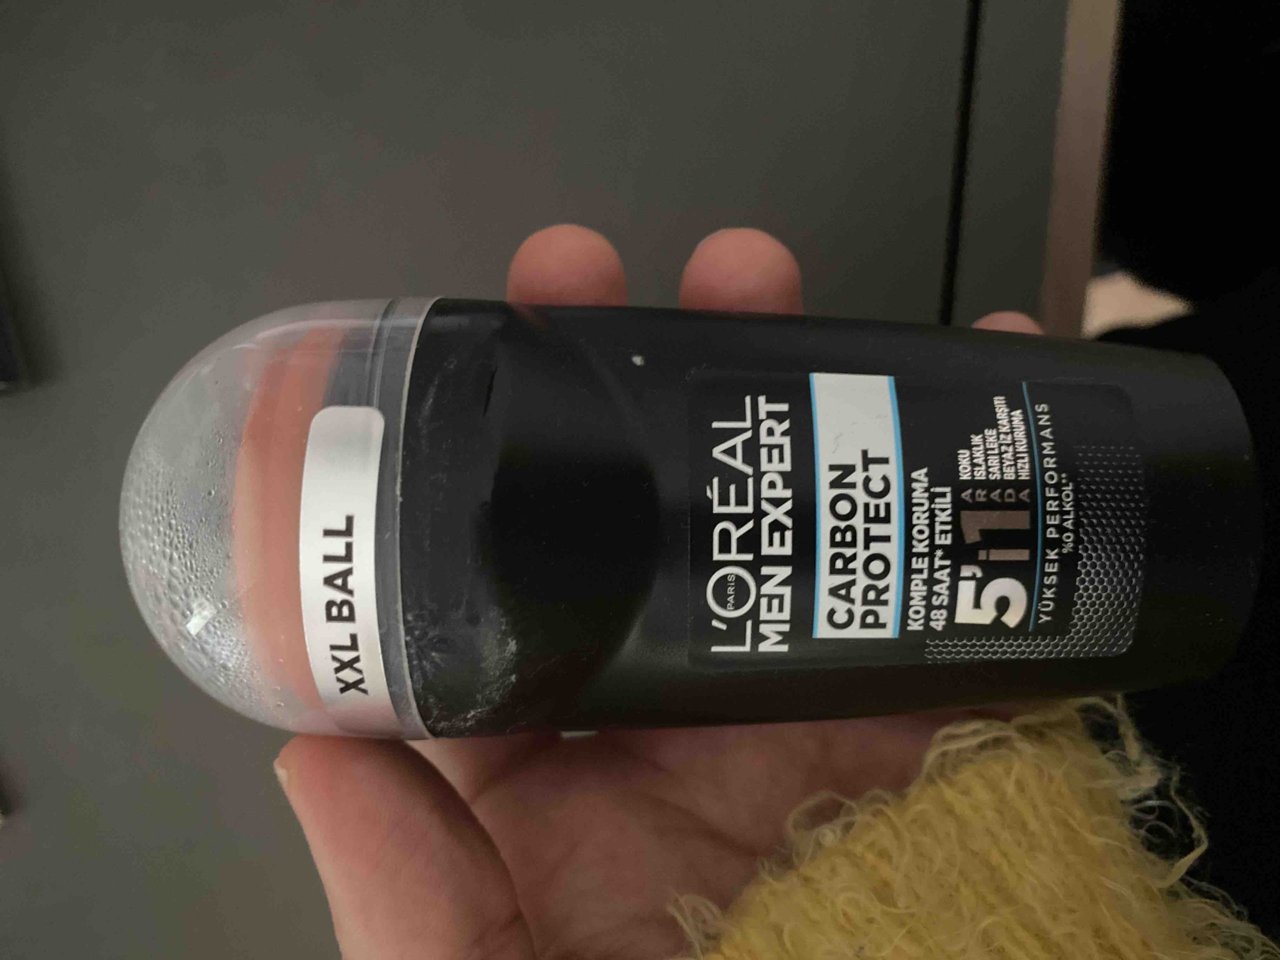 XXL BALL
L'ORÉAL
PARIS
MEN EXPERT
CARBON
PROTECT
KOMPLE KORUMA
48 SAAT* ETKİLİ
5'i1 ARADA
KOKU
ISLAKLIK
SARI LEKE
BEYAZ İZ KARŞITI
HIZLI KURUMA
YÜKSEK PERFORMANS
%0 ALKOL**